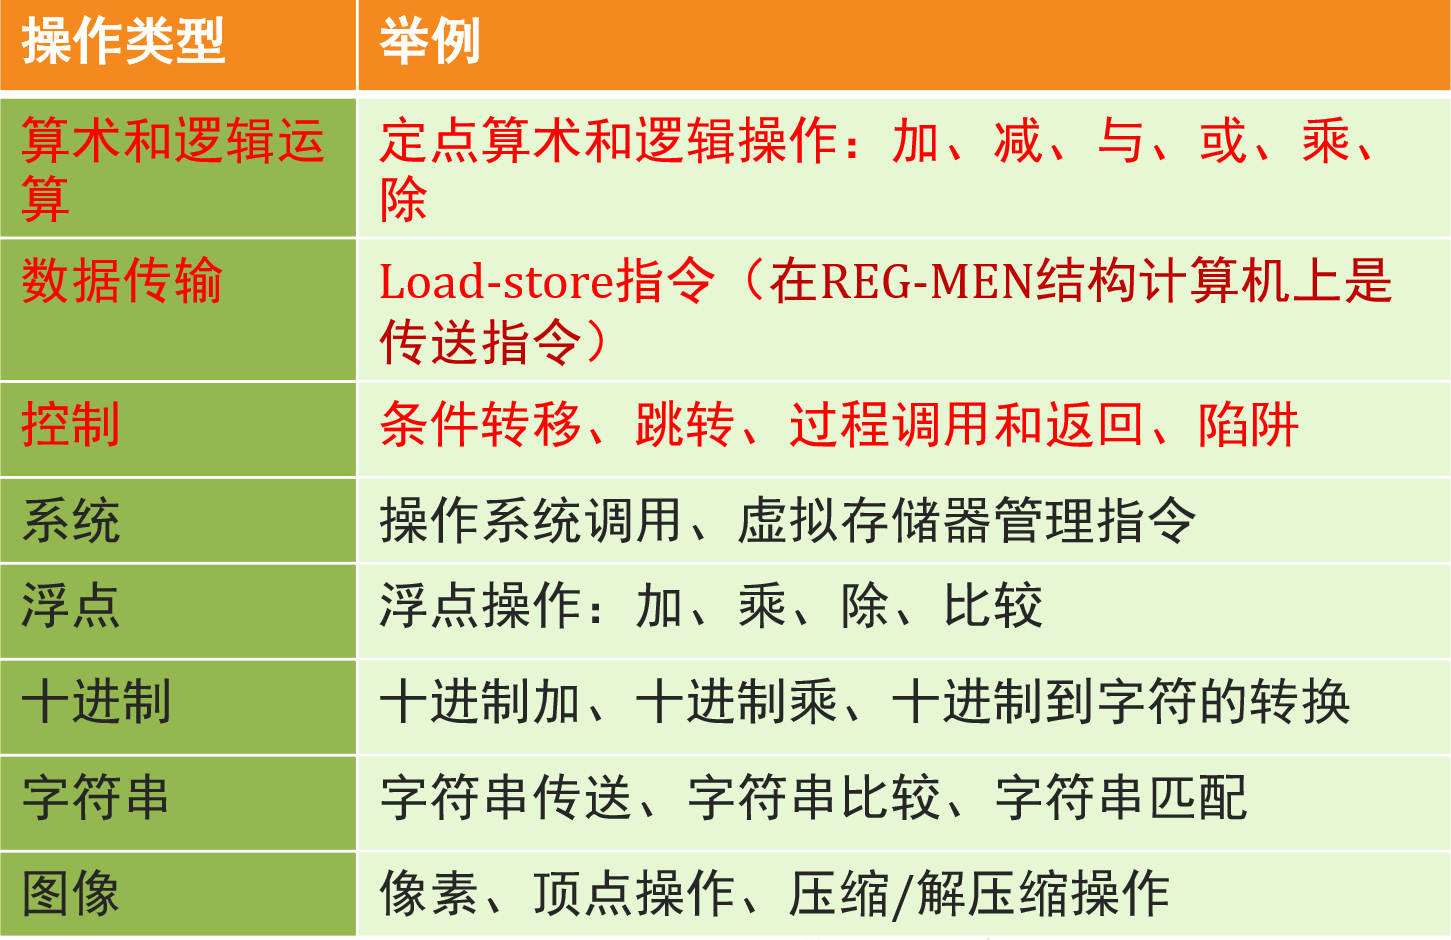 操作类型
举例
算术和逻辑运
算
定点算术和逻辑操作：加、减、与、或、乘、
除
数据传输
Load-store指令（在REG-MEN结构计算机上是
传送指令）
控制
条件转移、跳转、过程调用和返回、陷阱
系统
操作系统调用、虚拟存储器管理指令
浮点
浮点操作：加、乘、除、比较
十进制
十进制加、十进制乘、十进制到字符的转换
字符串
字符串传送、字符串比较、字符串匹配
图像
像素、顶点操作、压缩/解压缩操作